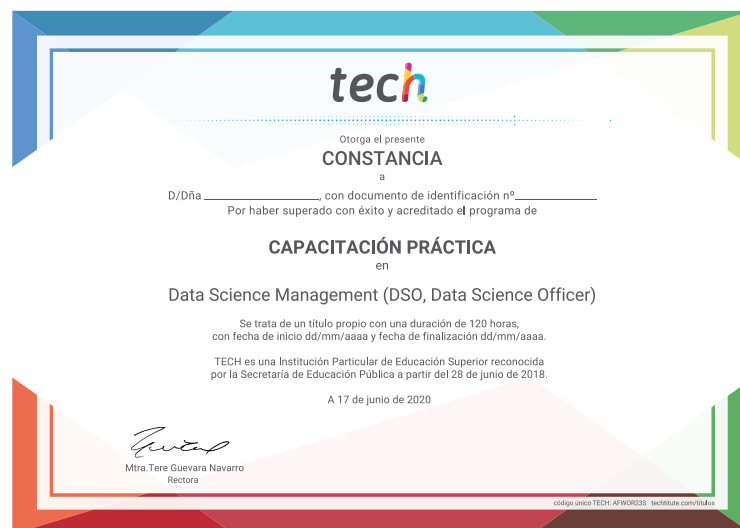 tech
Otorga el presente
CONSTANCIA
a
D/Dña ____________________, con documento de identificación nº______________
Por haber superado con éxito y acreditado el programa de
CAPACITACIÓN PRÁCTICA
en
Data Science Management (DSO, Data Science Officer)
Se trata de un título propio con una duración de 120 horas,
con fecha de inicio dd/mm/aaaa y fecha de finalización dd/mm/aaaa.
TECH es una Institución Particular de Educación Superior reconocida
por la Secretaría de Educación Pública a partir del 28 de junio de 2018.
A 17 de junio de 2020
Mtra.Tere Guevara Navarro
Rectora
código único TECH: AFWOR23S techtitute.com/títulos